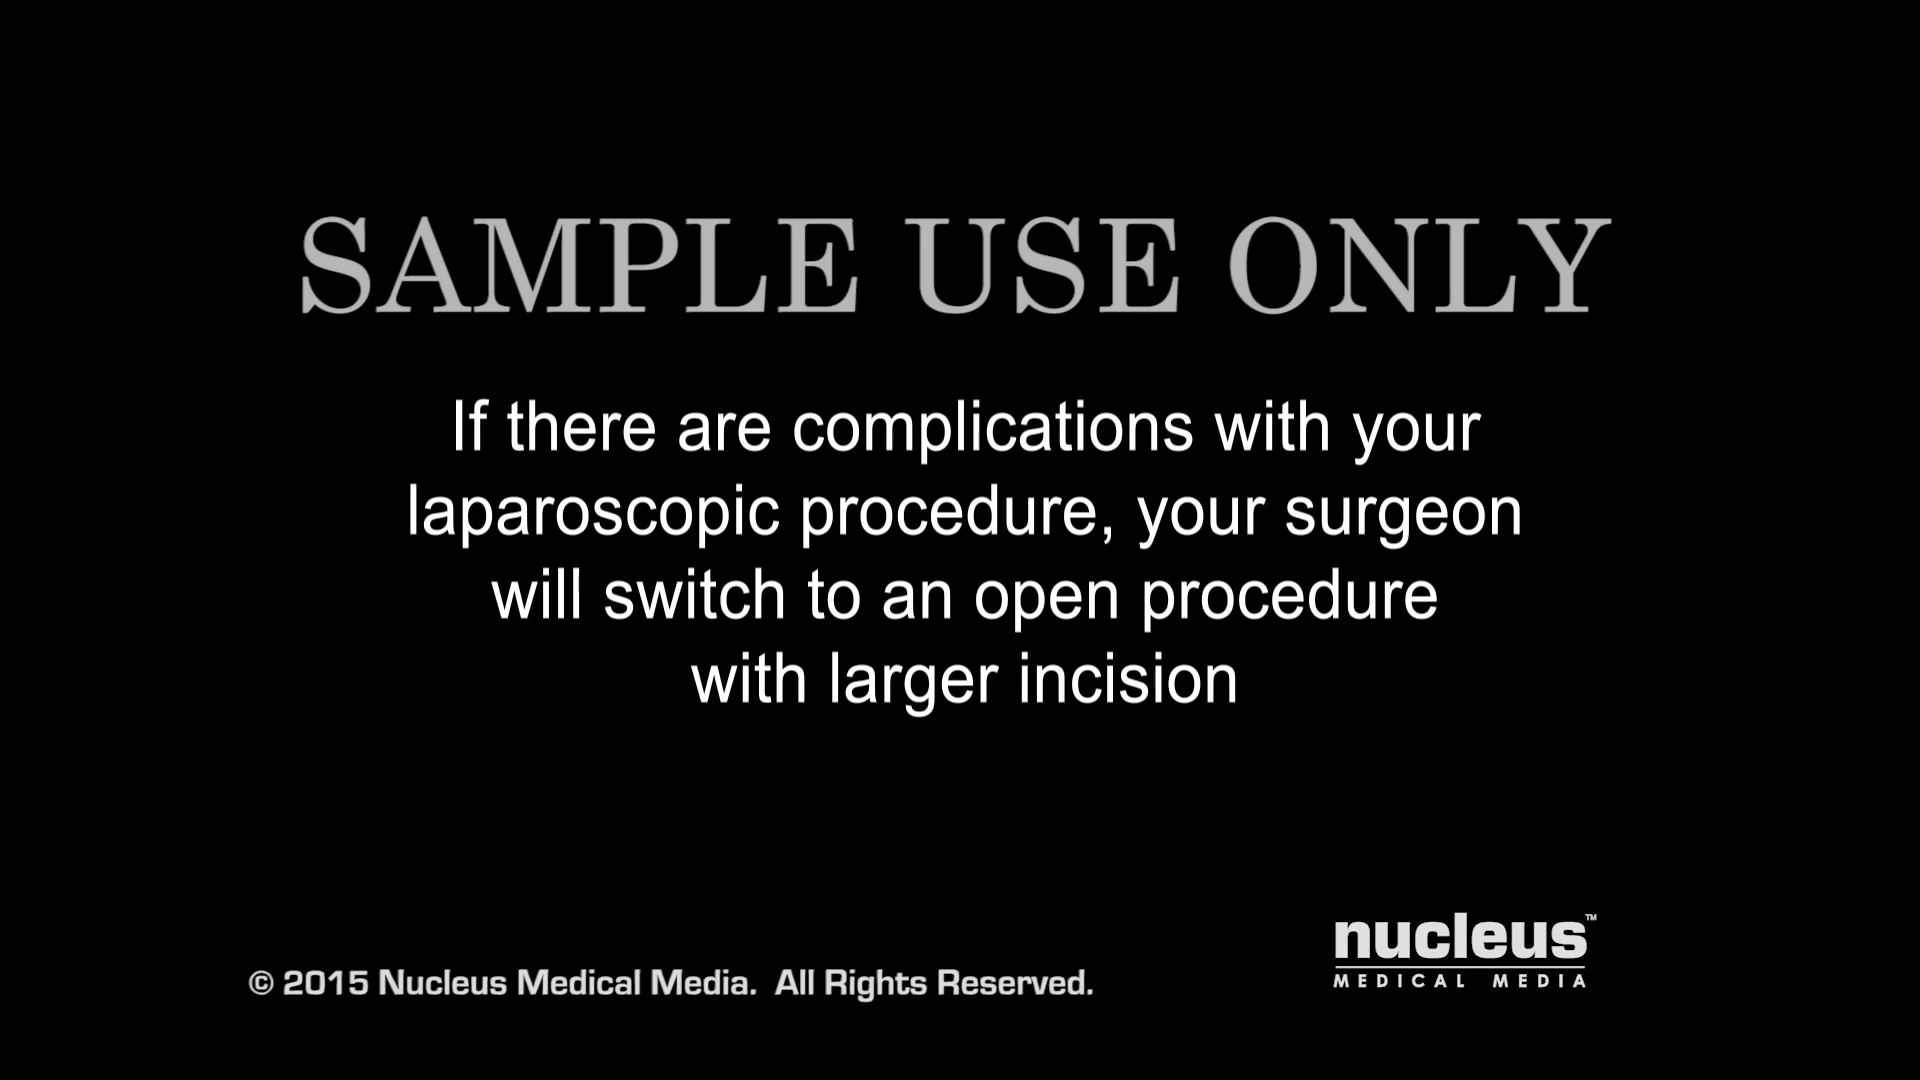 SAMPLE USE ONLY
If there are complications with your
laparoscopic procedure, your surgeon
will switch to an open procedure
with larger incision
nucleus™
MEDICAL MEDIA
© 2015 Nucleus Medical Media. All Rights Reserved.